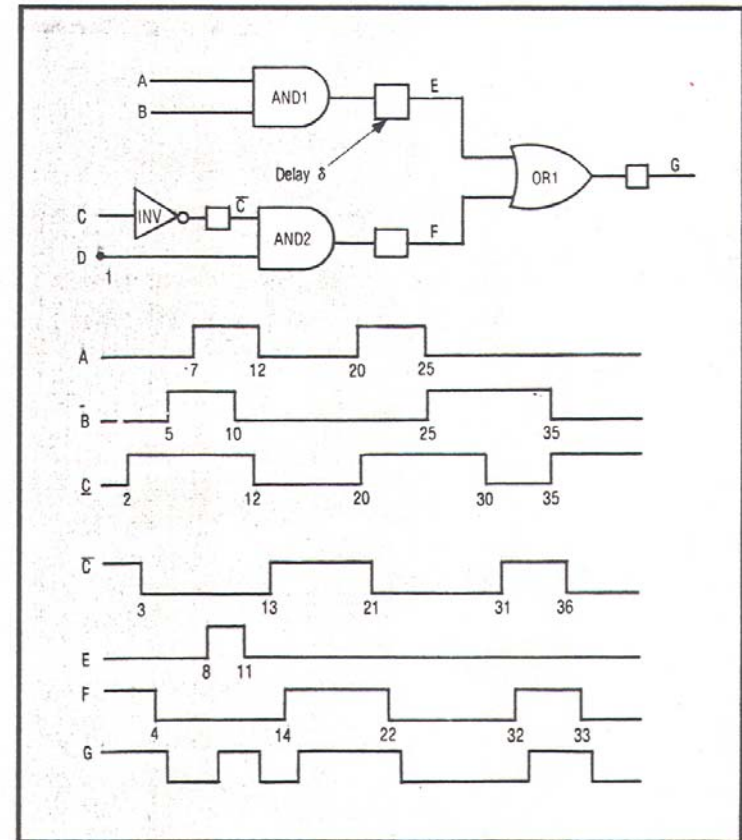 A
B
AND1
E
Delay δ
OR1
G
C
INV
C̅
AND2
F
D
1
A
7 12 20 25
B
5 10 25 35
C
2 12 20 30 35
C̅
3 13 21 31 36
E
8 11
F
4 14 22 32 33
G